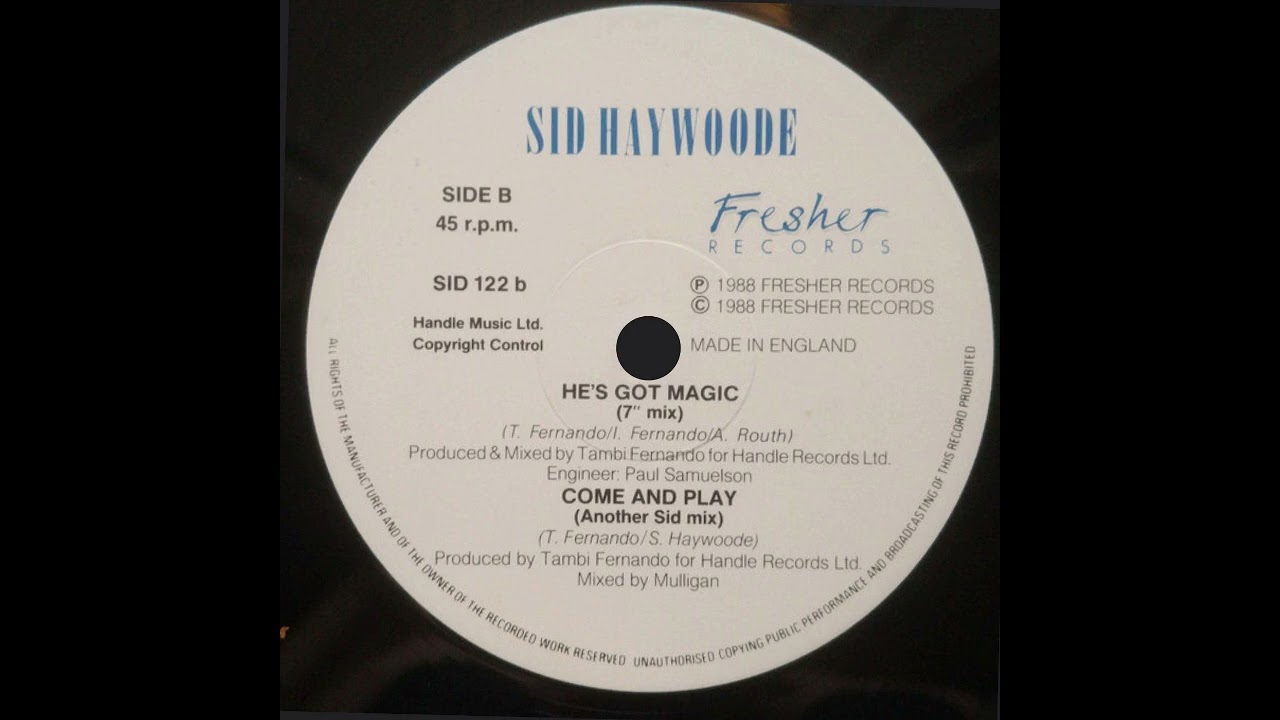 SID HAYWOODE
SIDE B
45 r.p.m.
Fresher
RECORDS
SID 122 b
Ⓟ 1988 FRESHER RECORDS
© 1988 FRESHER RECORDS
Handle Music Ltd.
Copyright Control
MADE IN ENGLAND
HE'S GOT MAGIC
(7" mix)
(T. Fernando/I. Fernando/A. Routh)
Produced & Mixed by Tambi Fernando for Handle Records Ltd.
Engineer: Paul Samuelson
COME AND PLAY
(Another Sid mix)
(T. Fernando/S. Haywoode)
Produced by Tambi Fernando for Handle Records Ltd.
Mixed by Mulligan
ALL RIGHTS OF THE MANUFACTURER AND OF THE OWNER OF THE RECORDED WORK RESERVED UNAUTHORISED COPYING PUBLIC PERFORMANCE AND BROADCASTING OF THIS RECORD PROHIBITED